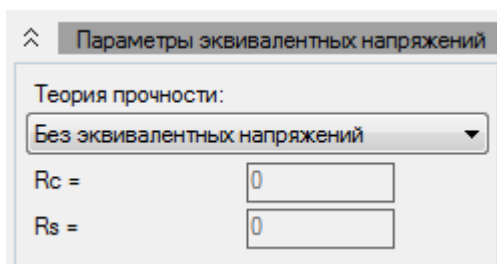 Параметры эквивалентных напряжений
Теория прочности:
Без эквивалентных напряжений
Rc = 0
Rs = 0